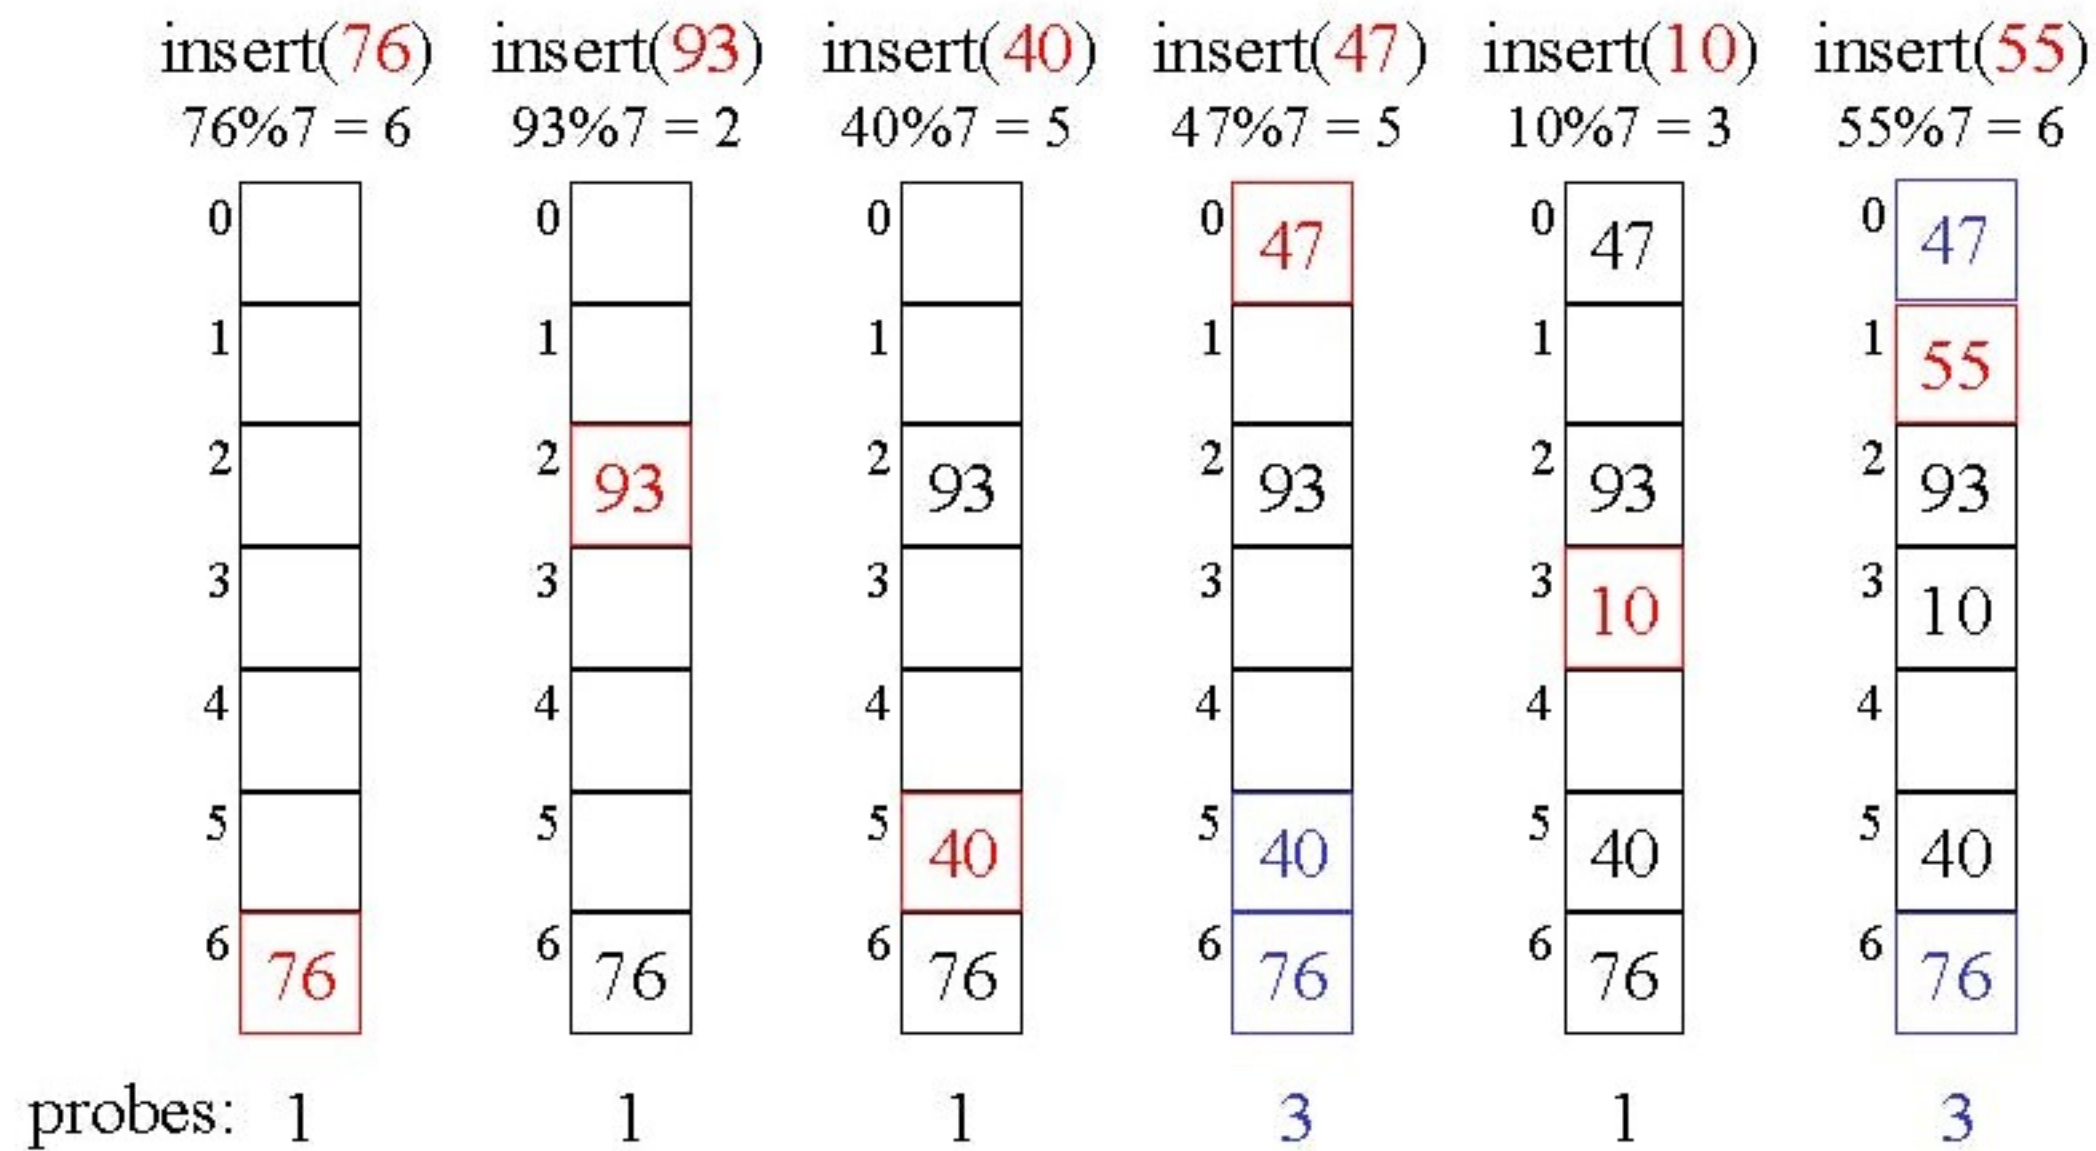 insert(76) insert(93) insert(40) insert(47) insert(10) insert(55)
76%7 = 6 93%7 = 2 40%7 = 5 47%7 = 5 10%7 = 3 55%7 = 6
0 0 0 0 47 0 47 0 47
1 1 1 1 1 1 55
2 2 93 2 93 2 93 2 93 2 93
3 3 3 3 3 10 3 10
4 4 4 4 4 4
5 5 5 40 5 40 5 40 5 40
6 76 6 76 6 76 6 76 6 76 6 76
probes: 1 1 1 3 1 3